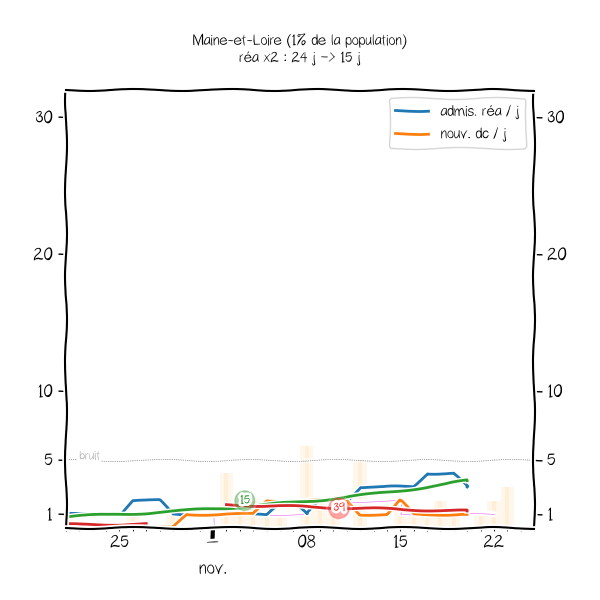 Maine-et-Loire (1% de la population)
réa x2 : 24 j -> 15 j
admis. réa / j
nouv. dc / j
30 30
20 20
10 10
5 bruit 5
15
39
1 1
25 1 08 15 22
nov.